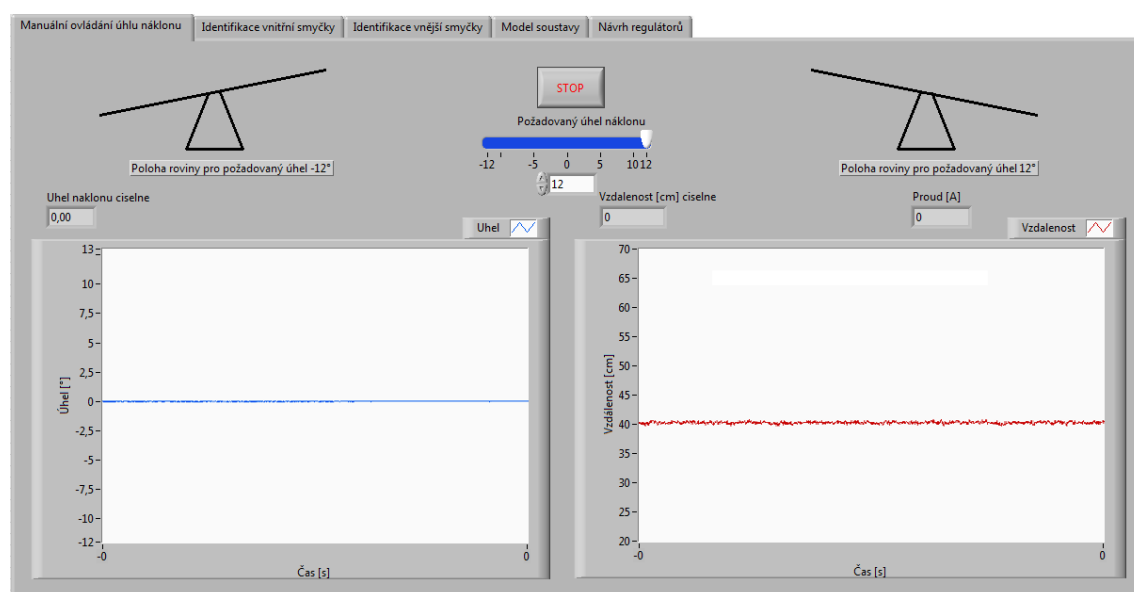 Manuální ovládání úhlu náklonu
Identifikace vnitřní smyčky
Identifikace vnější smyčky
Model soustavy
Návrh regulátorů
STOP
Požadovaný úhel náklonu
-12 -5 0 5 10 12
12
Poloha roviny pro požadovaný úhel -12°
Poloha roviny pro požadovaný úhel 12°
Uhel naklonu ciselne
0,00
Vzdalenost [cm] ciselne
0
Proud [A]
0
Uhel
13
10
7,5
5
2,5
0
-2,5
-5
-7,5
-10
-12
Úhel [°]
-0 0
Čas [s]
Vzdalenost
70
65
60
55
50
45
40
35
30
25
20
Vzdálenost [cm]
-0 0
Čas [s]